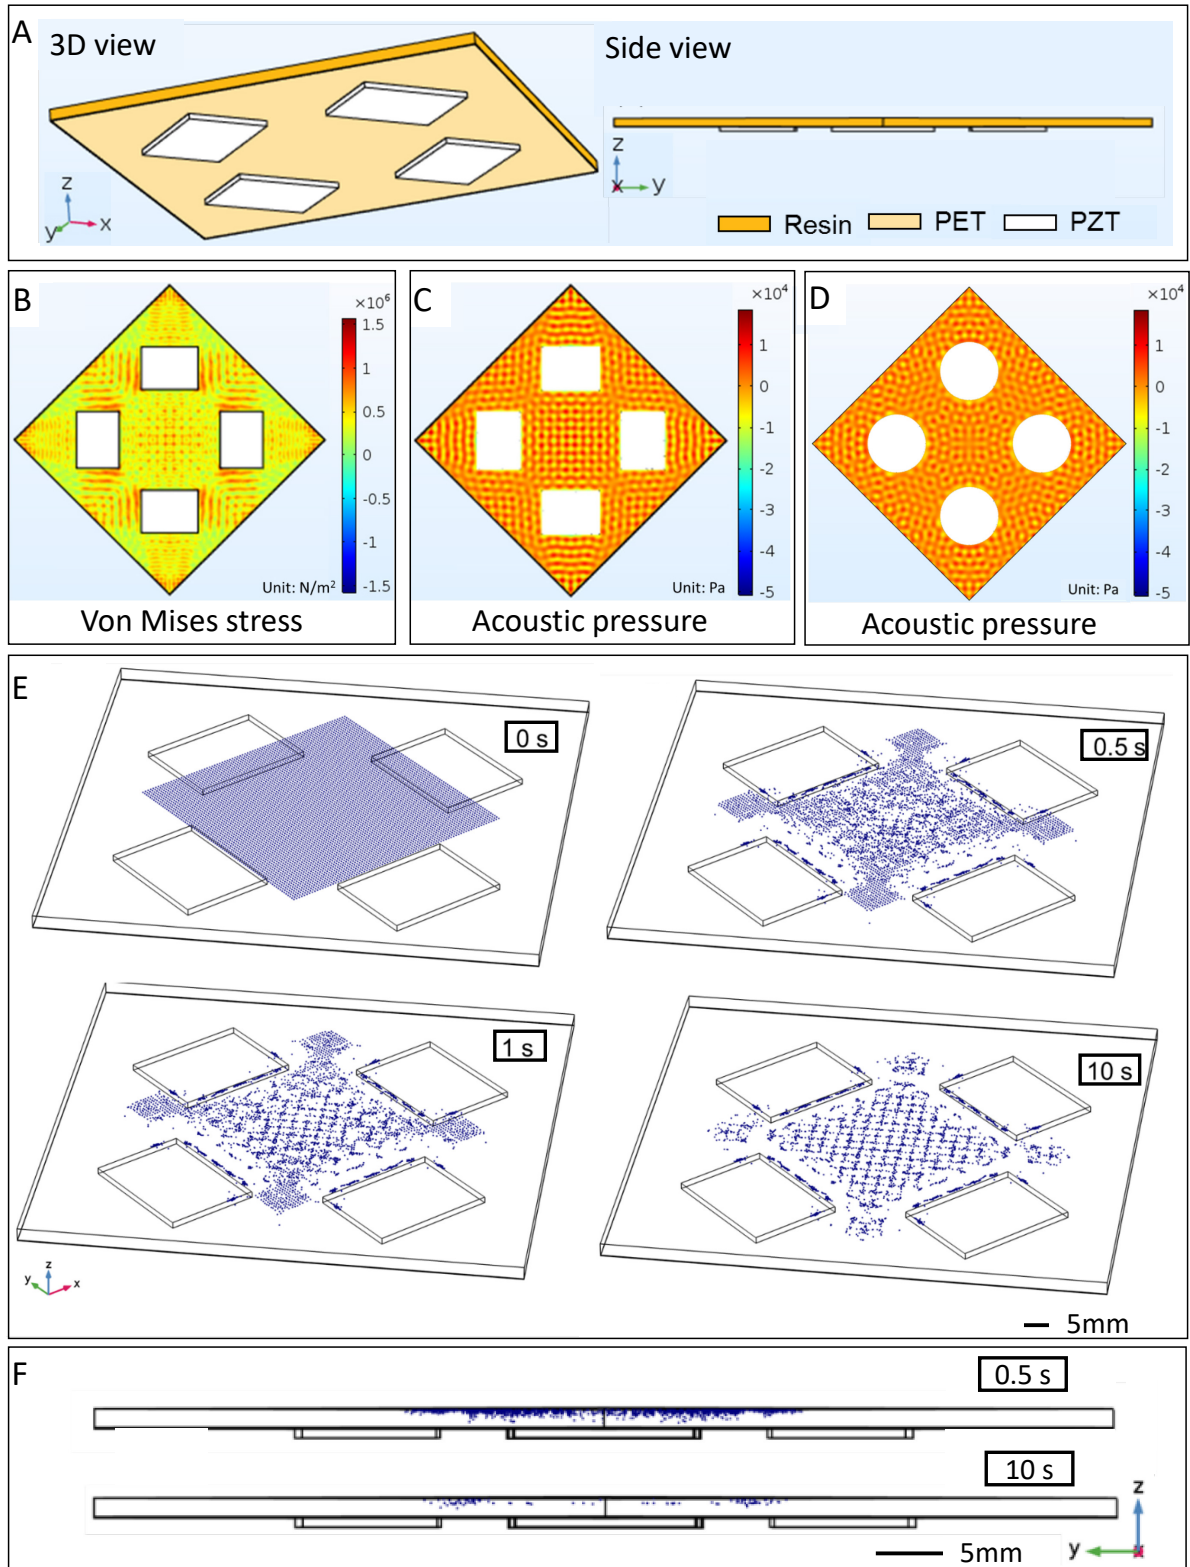 A
3D view
Side view
z
x
y
z
x
y
Resin
PET
PZT
B
×10⁶
1.5
1
0.5
0
-0.5
-1
-1.5
Unit: N/m²
Von Mises stress
C
×10⁴
1
0
-1
-2
-3
-4
-5
Unit: Pa
Acoustic pressure
D
×10⁴
1
0
-1
-2
-3
-4
-5
Unit: Pa
Acoustic pressure
E
0 s
0.5 s
1 s
10 s
z
y
x
5mm
F
0.5 s
10 s
z
y
5mm